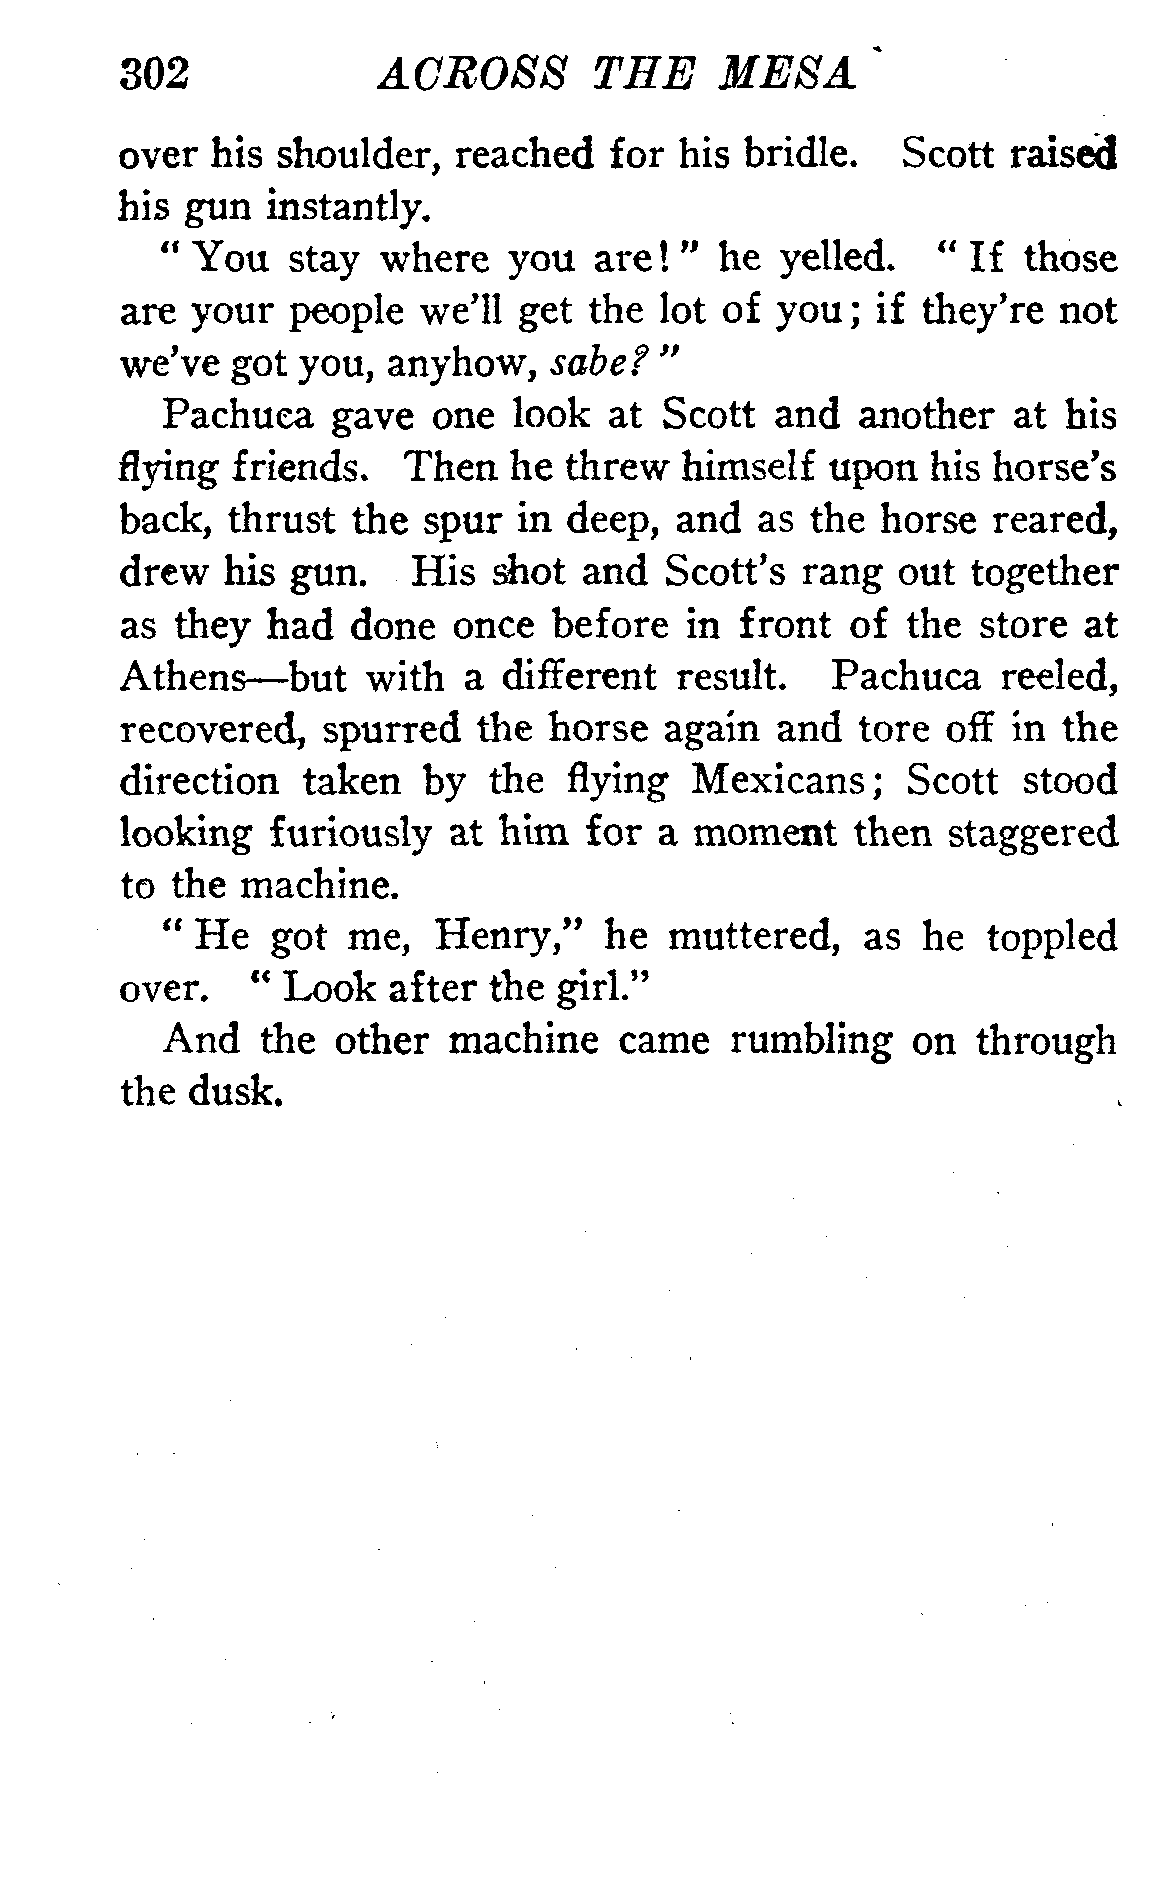 302 ACROSS THE MESA
over his shoulder, reached for his bridle. Scott raised
his gun instantly.
“ You stay where you are! ” he yelled. “ If those
are your people we’ll get the lot of you; if they’re not
we’ve got you, anyhow, sabe? ”
Pachuca gave one look at Scott and another at his
flying friends. Then he threw himself upon his horse’s
back, thrust the spur in deep, and as the horse reared,
drew his gun. His shot and Scott’s rang out together
as they had done once before in front of the store at
Athens—but with a different result. Pachuca reeled,
recovered, spurred the horse again and tore off in the
direction taken by the flying Mexicans; Scott stood
looking furiously at him for a moment then staggered
to the machine.
“ He got me, Henry,” he muttered, as he toppled
over. “ Look after the girl.”
And the other machine came rumbling on through
the dusk.